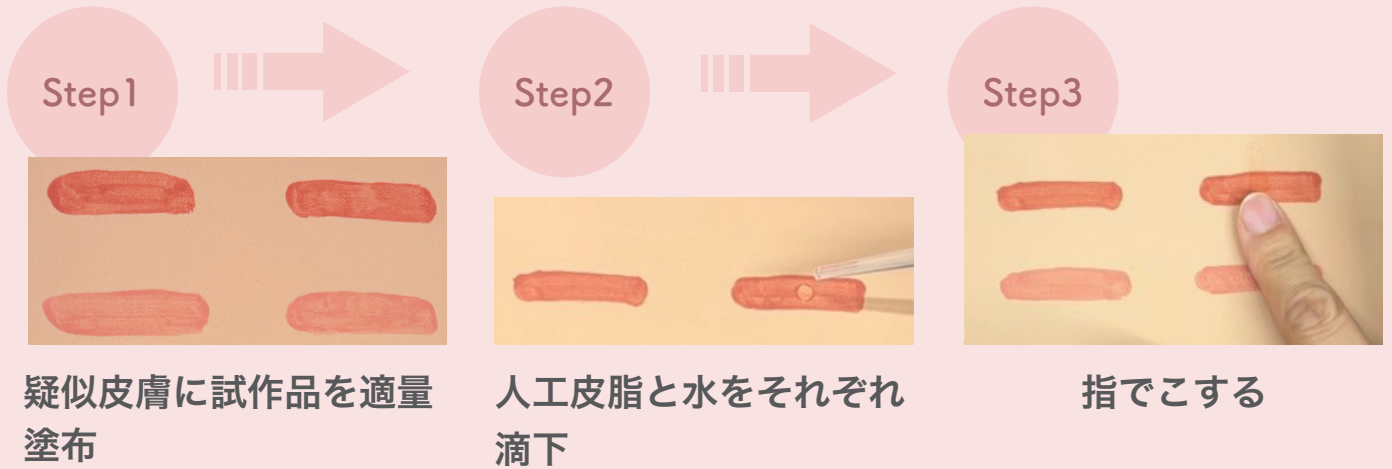 Step1
Step2
Step3
疑似皮膚に試作品を適量
塗布
人工皮脂と水をそれぞれ
滴下
指でこする